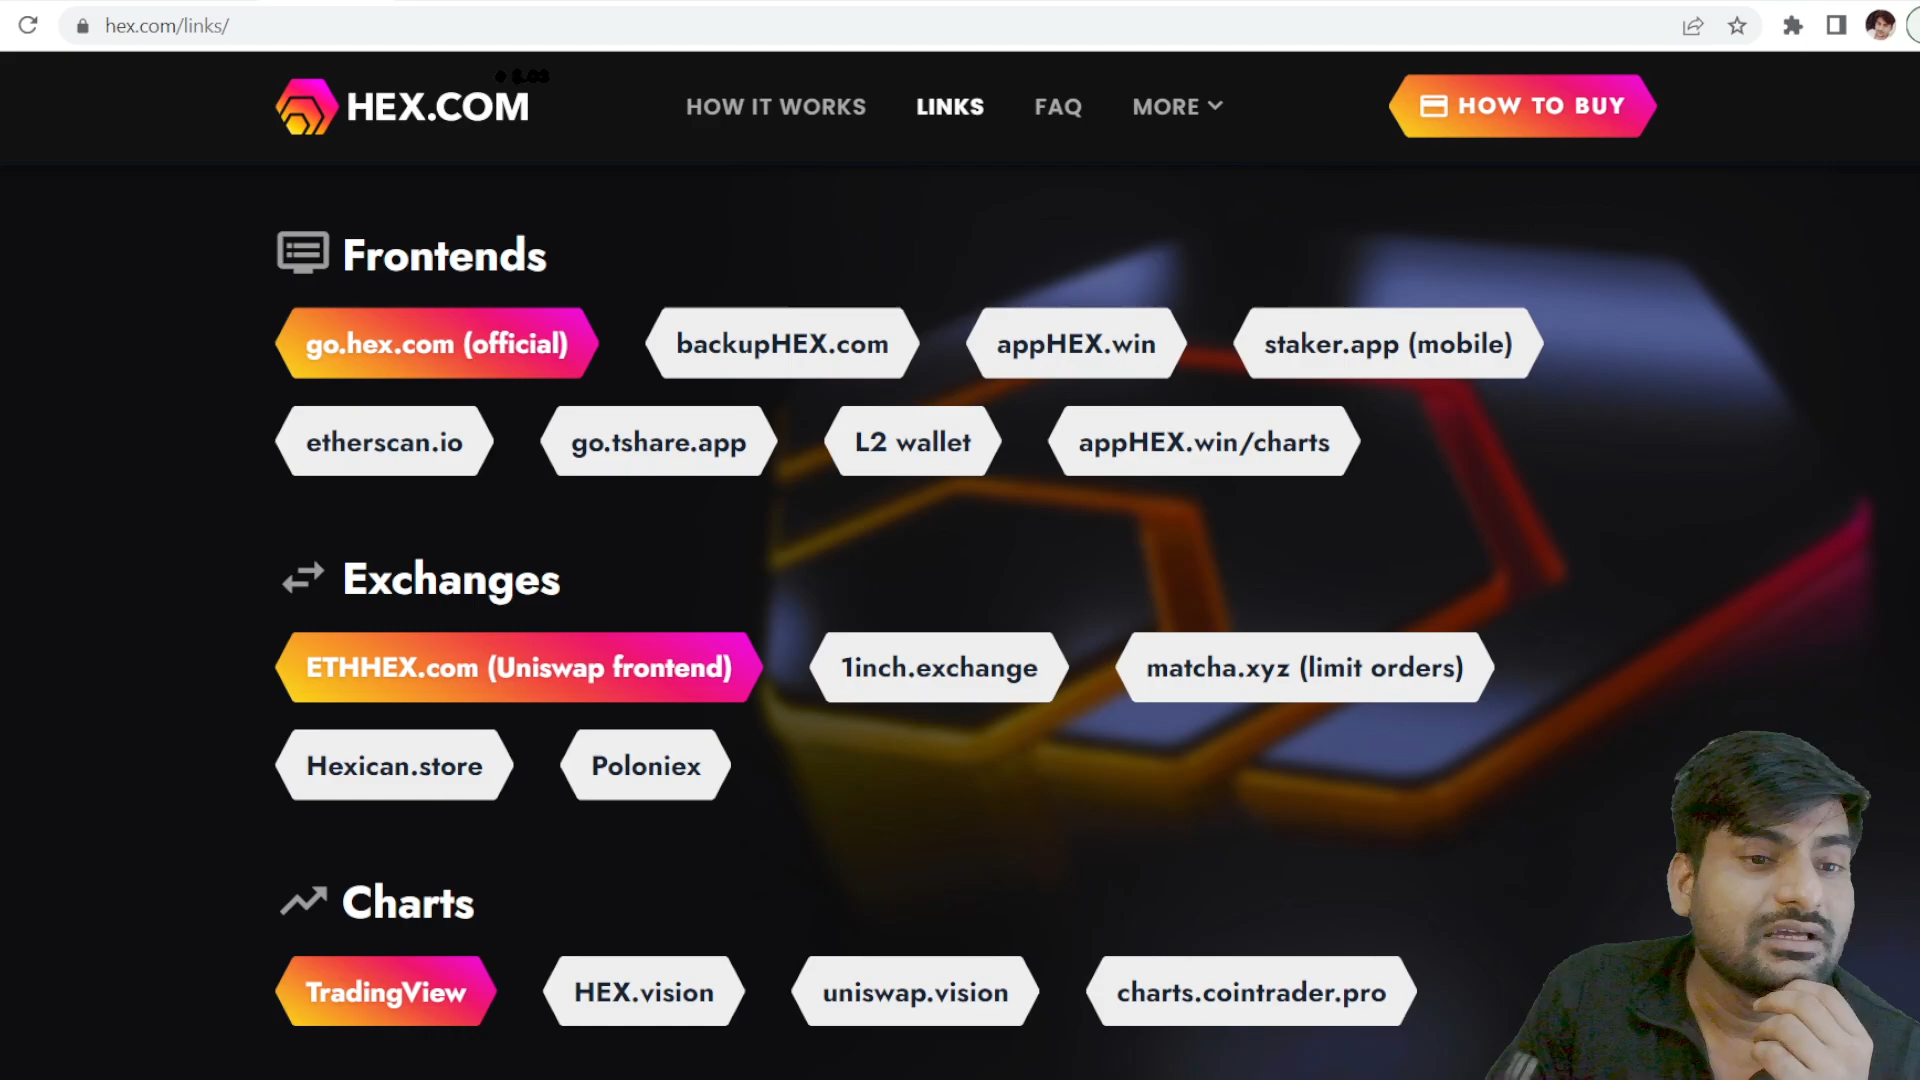 hex.com/links/
$.03
HEX.COM
HOW IT WORKS
LINKS
FAQ
MORE
HOW TO BUY
Frontends
go.hex.com (official)
backupHEX.com
appHEX.win
staker.app (mobile)
etherscan.io
go.tshare.app
L2 wallet
appHEX.win/charts
Exchanges
ETHHEX.com (Uniswap frontend)
1inch.exchange
matcha.xyz (limit orders)
Hexican.store
Poloniex
Charts
TradingView
HEX.vision
uniswap.vision
charts.cointrader.pro